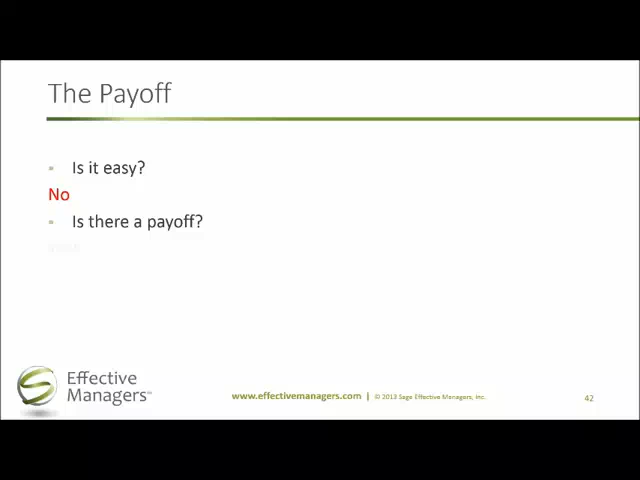 The Payoff
Is it easy?
No
Is there a payoff?
Effective
Managers℠
www.effectivemanagers.com | © 2013 Sage Effective Managers, Inc.
42